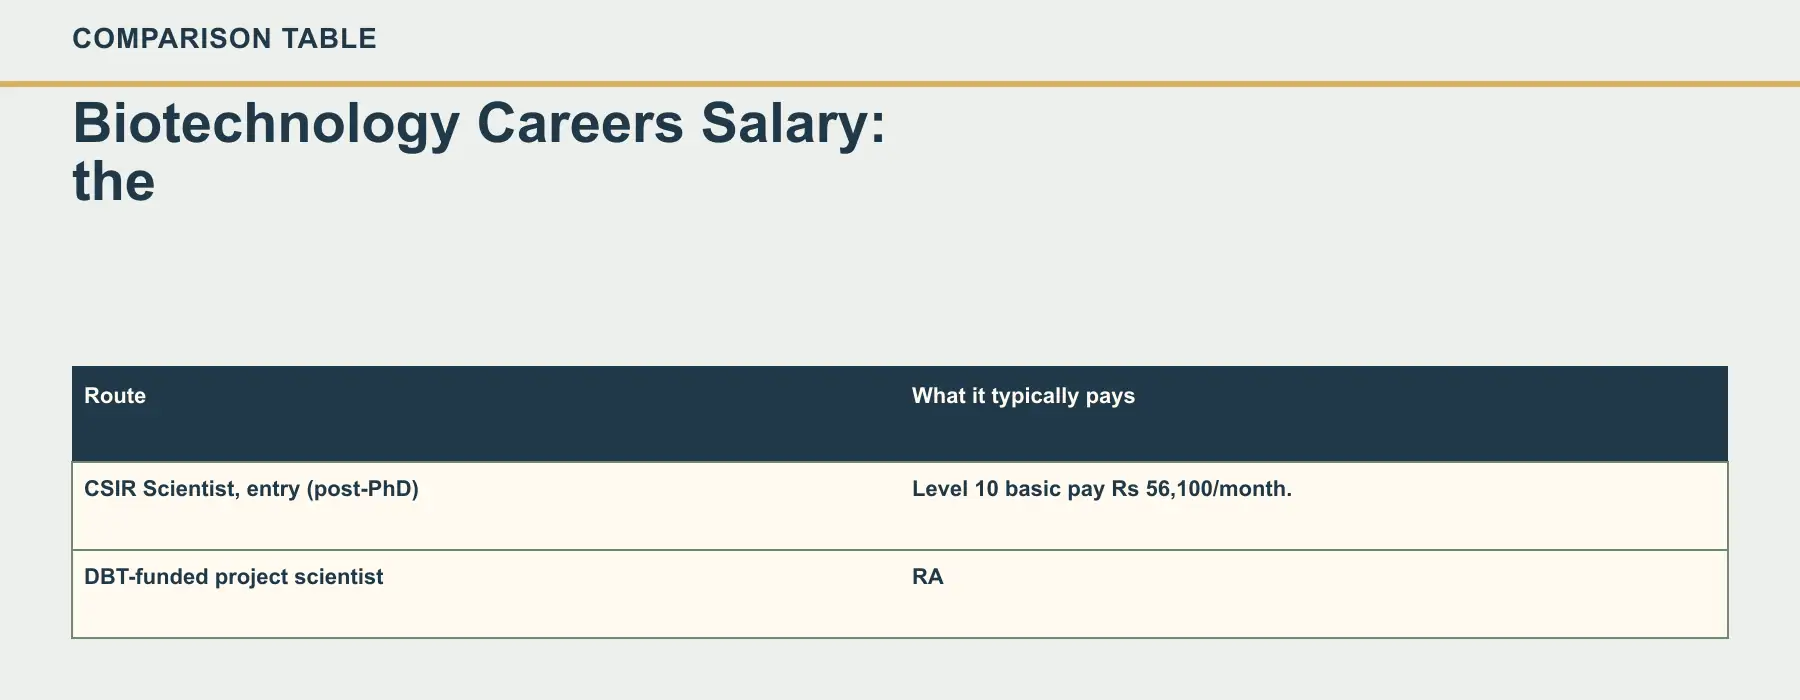 COMPARISON TABLE
Biotechnology Careers Salary:
the
Route What it typically pays
CSIR Scientist, entry (post-PhD) Level 10 basic pay Rs 56,100/month.
DBT-funded project scientist RA